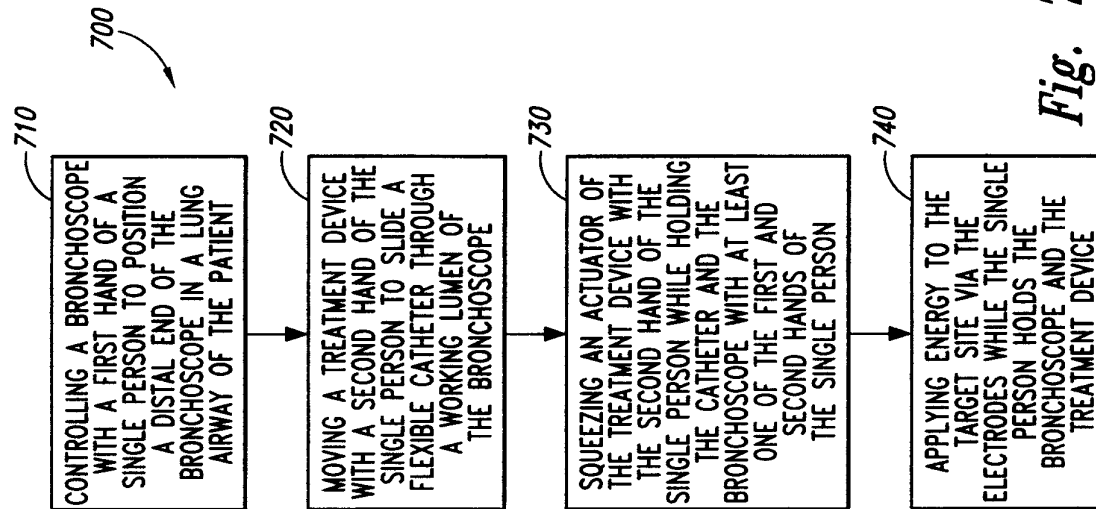 700
710
CONTROLLING A BRONCHOSCOPE
WITH A FIRST HAND OF A
SINGLE PERSON TO POSITION
A DISTAL END OF THE
BRONCHOSCOPE IN A LUNG
AIRWAY OF THE PATIENT
720
MOVING A TREATMENT DEVICE
WITH A SECOND HAND OF THE
SINGLE PERSON TO SLIDE A
FLEXIBLE CATHETER THROUGH
A WORKING LUMEN OF
THE BRONCHOSCOPE
730
SQUEEZING AN ACTUATOR OF
THE TREATMENT DEVICE WITH
THE SECOND HAND OF THE
SINGLE PERSON WHILE HOLDING
THE CATHETER AND THE
BRONCHOSCOPE WITH AT LEAST
ONE OF THE FIRST AND
SECOND HANDS OF
THE SINGLE PERSON
740
APPLYING ENERGY TO THE
TARGET SITE VIA THE
ELECTRODES WHILE THE SINGLE
PERSON HOLDS THE
BRONCHOSCOPE AND THE
TREATMENT DEVICE
Fig.